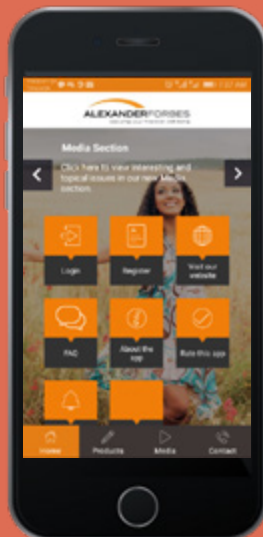 ALEXANDERFORBES
Media Section
Click here to view interesting and
topical issues in our new Media
section.
Login
Register
Visit our
website
FAQ
About the
app
Rate this app
Home
Products
Media
Contact